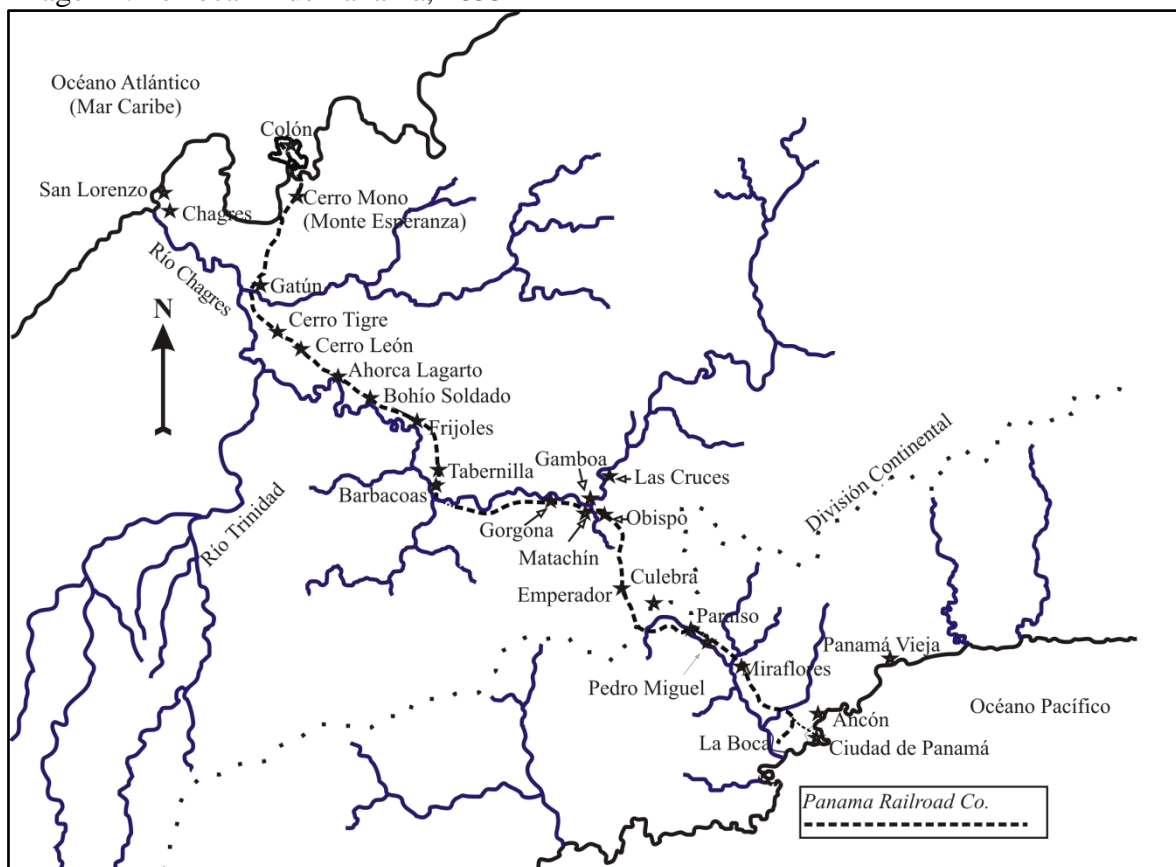 Océano Atlántico
(Mar Caribe)
Colón
San Lorenzo
Chagres
Cerro Mono
(Monte Esperanza)
Río Chagres
Gatún
N
Cerro Tigre
Cerro León
Ahorca Lagarto
Bohío Soldado
Frijoles
Tabernilla
Barbacoas
Gamboa
Las Cruces
Gorgona
Obispo
Matachín
División Continental
Río Trinidad
Culebra
Emperador
Paraíso
Panamá Vieja
Miraflores
Pedro Miguel
Océano Pacífico
Ancón
La Boca
Ciudad de Panamá
Panama Railroad Co.